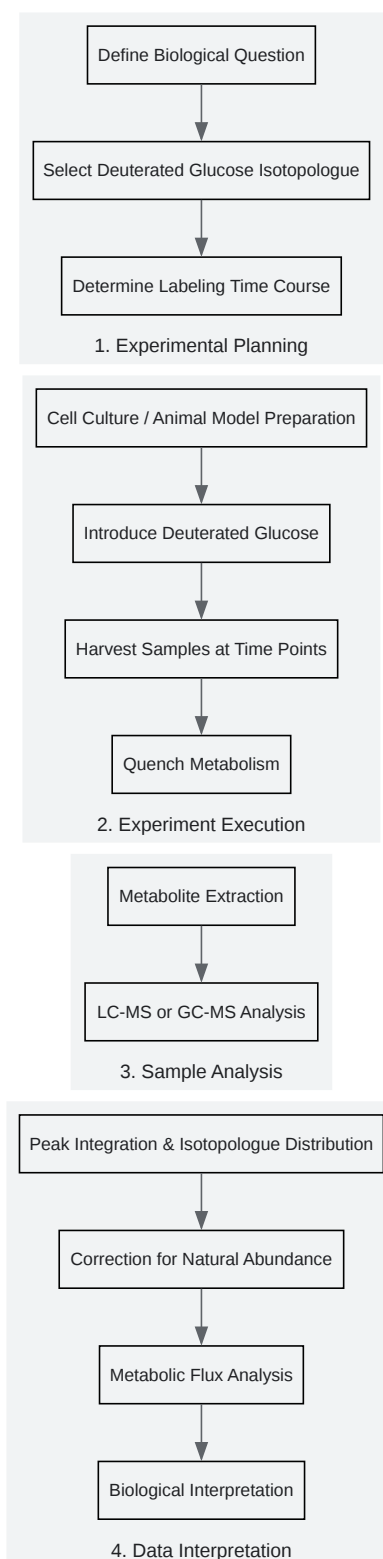 Define Biological Question
Select Deuterated Glucose Isotopologue
Determine Labeling Time Course
1. Experimental Planning
Cell Culture / Animal Model Preparation
Introduce Deuterated Glucose
Harvest Samples at Time Points
Quench Metabolism
2. Experiment Execution
Metabolite Extraction
LC-MS or GC-MS Analysis
3. Sample Analysis
Peak Integration & Isotopologue Distribution
Correction for Natural Abundance
Metabolic Flux Analysis
Biological Interpretation
4. Data Interpretation